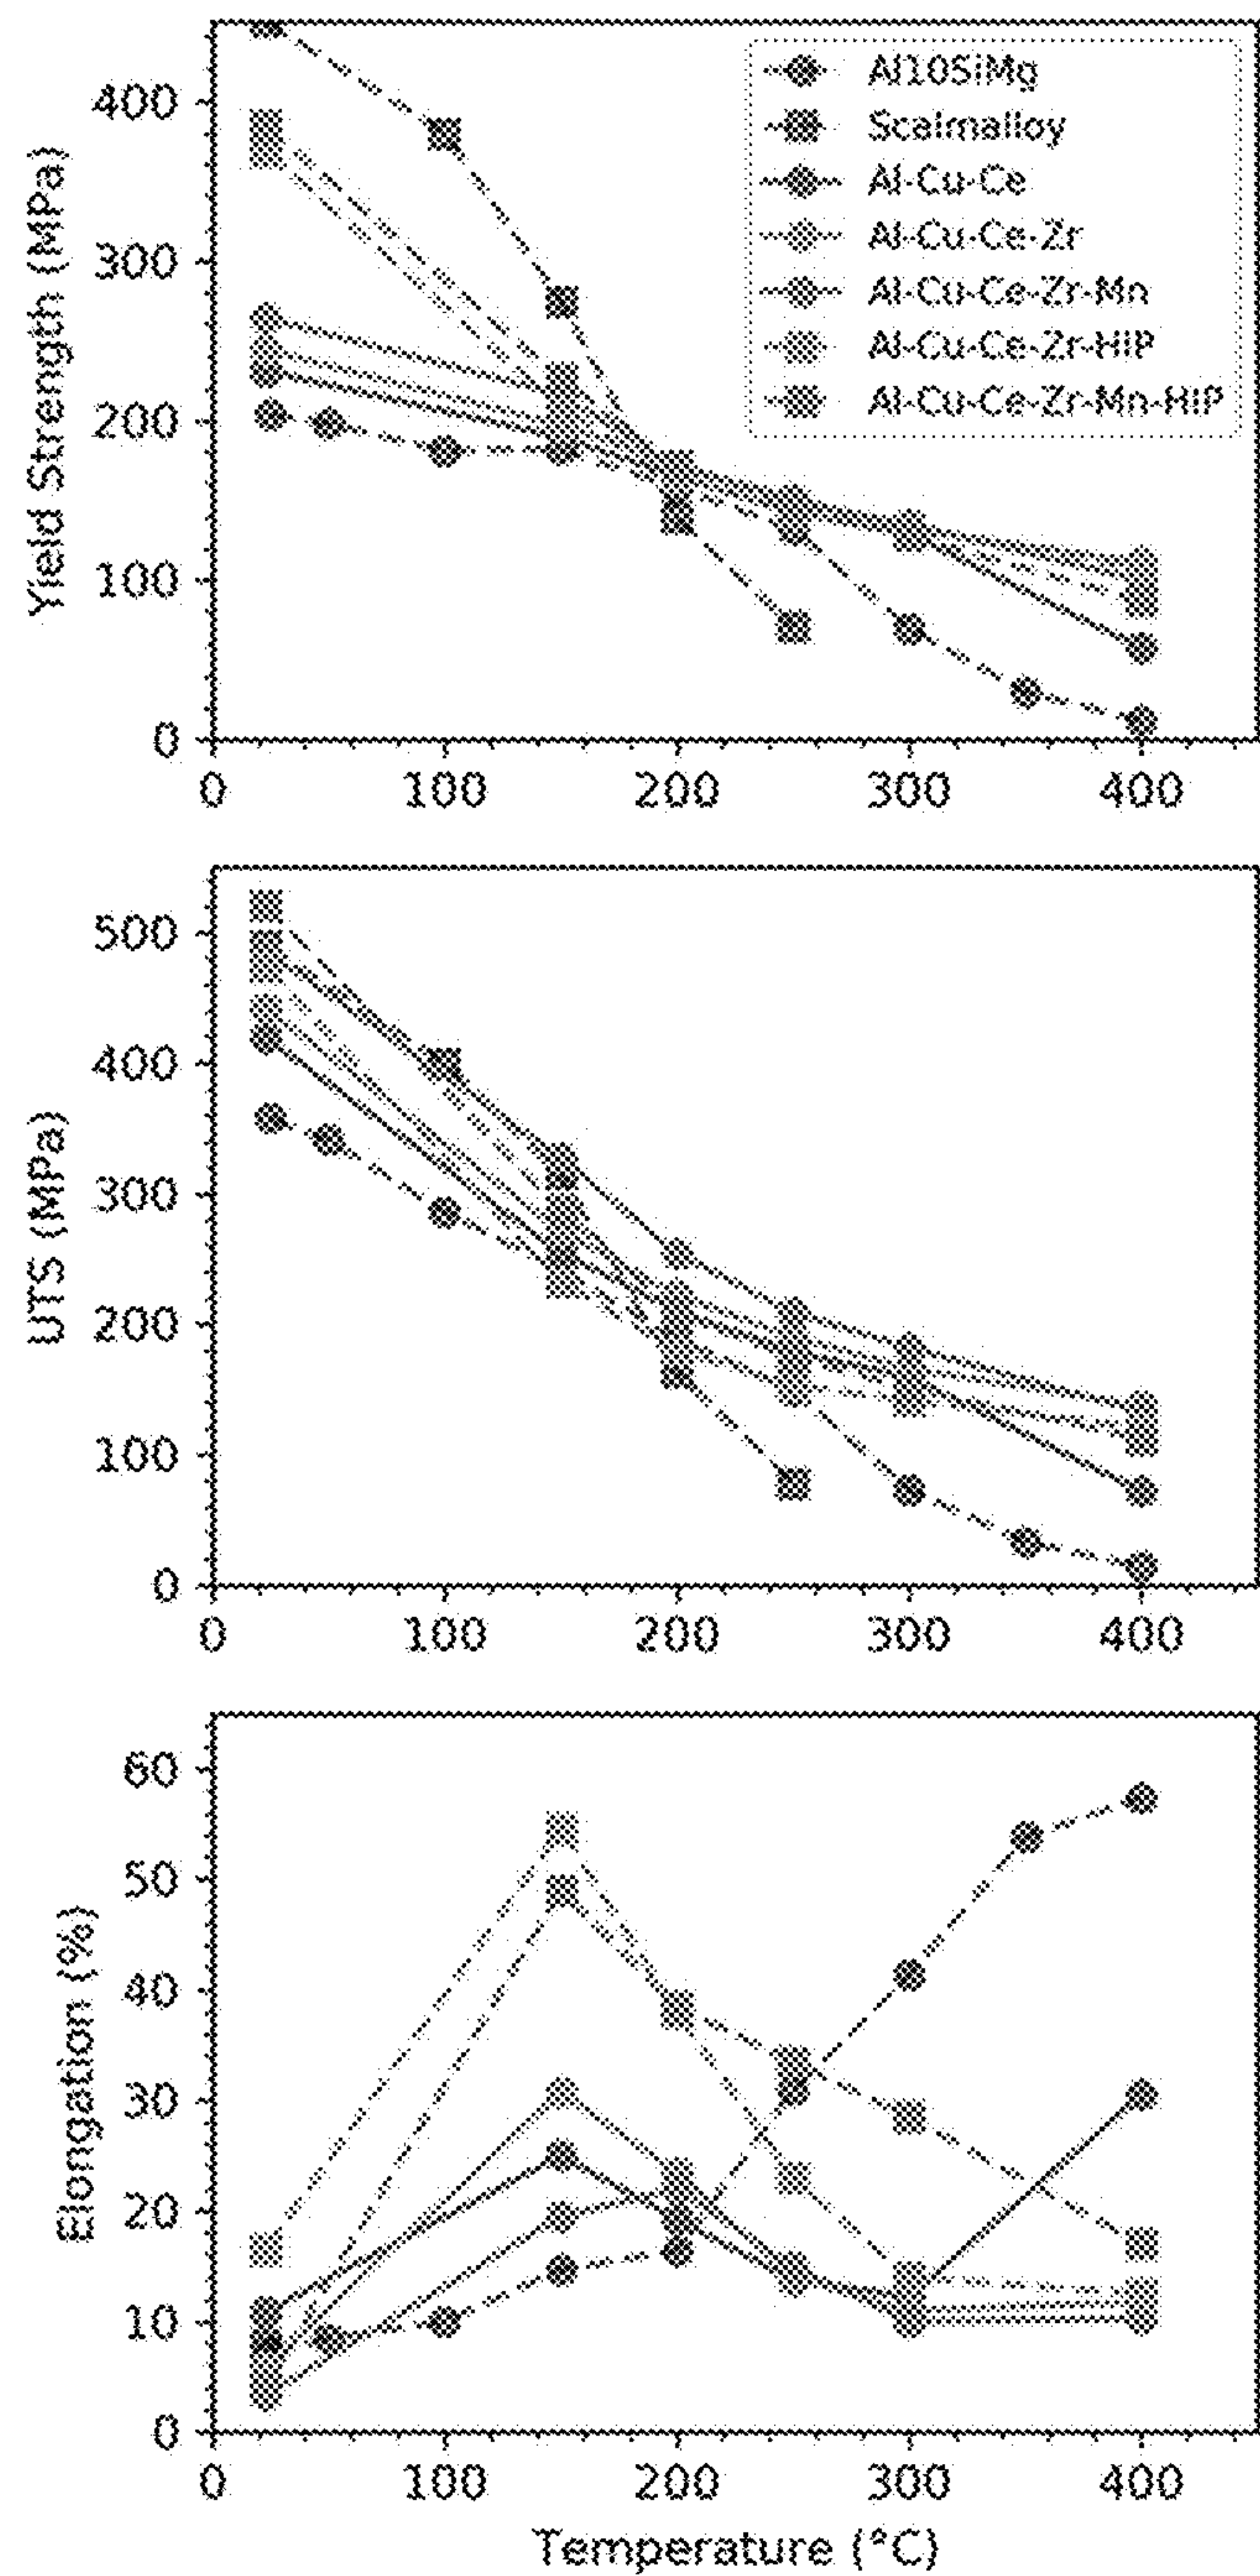 Yield Strength (MPa)
400
300
200
100
0
Al10SiMg
Scalmalloy
Al-Cu-Ce
Al-Cu-Ce-Zr
Al-Cu-Ce-Zr-Mn
Al-Cu-Ce-Zr-HIP
Al-Cu-Ce-Zr-Mn-HIP
0 100 200 300 400
UTS (MPa)
500
400
300
200
100
0
0 100 200 300 400
Elongation (%)
60
50
40
30
20
10
0
0 100 200 300 400
Temperature (°C)